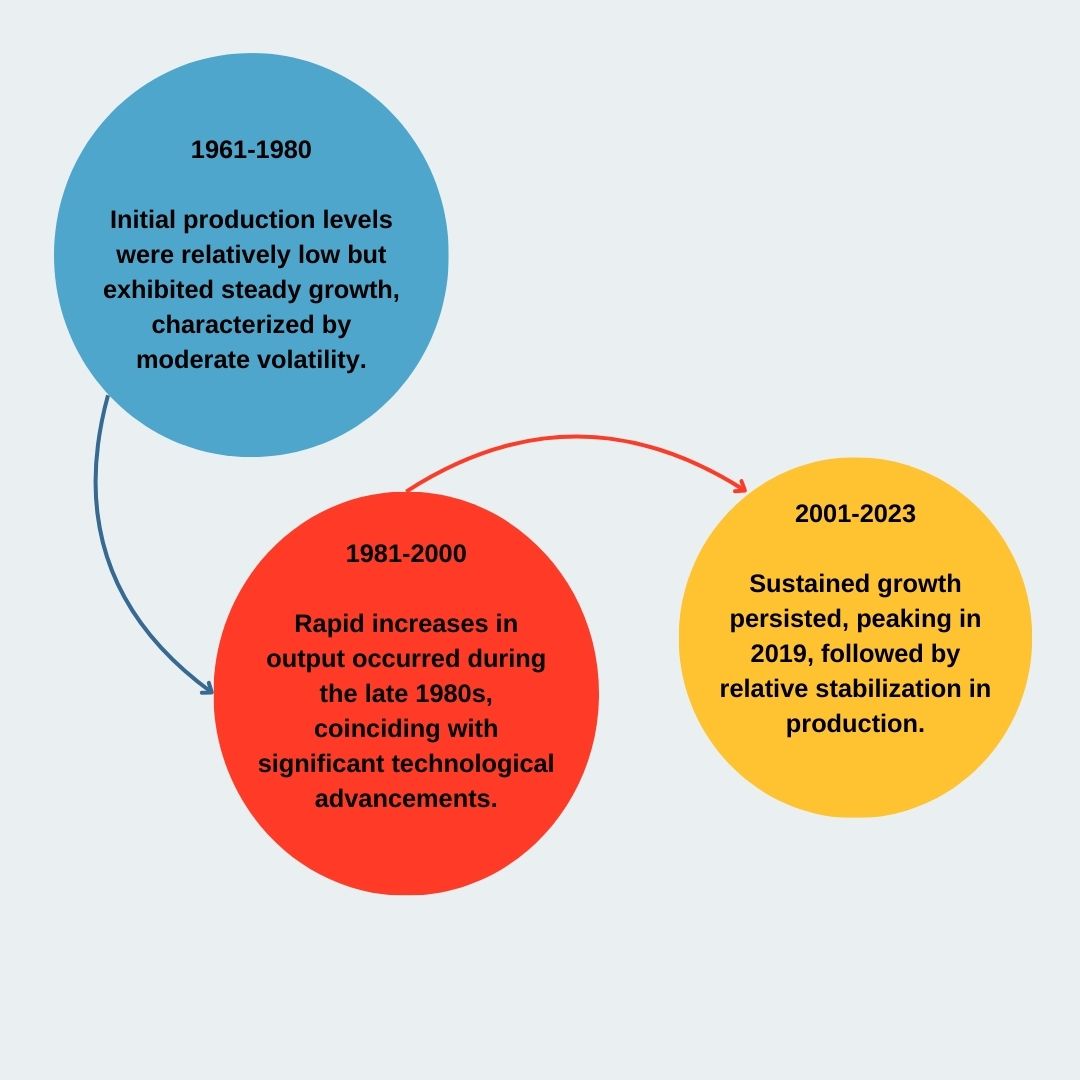 1961-1980
Initial production levels
were relatively low but
exhibited steady growth,
characterized by
moderate volatility.
1981-2000
Rapid increases in
output occurred during
the late 1980s,
coinciding with
significant technological
advancements.
2001-2023
Sustained growth
persisted, peaking in
2019, followed by
relative stabilization in
production.